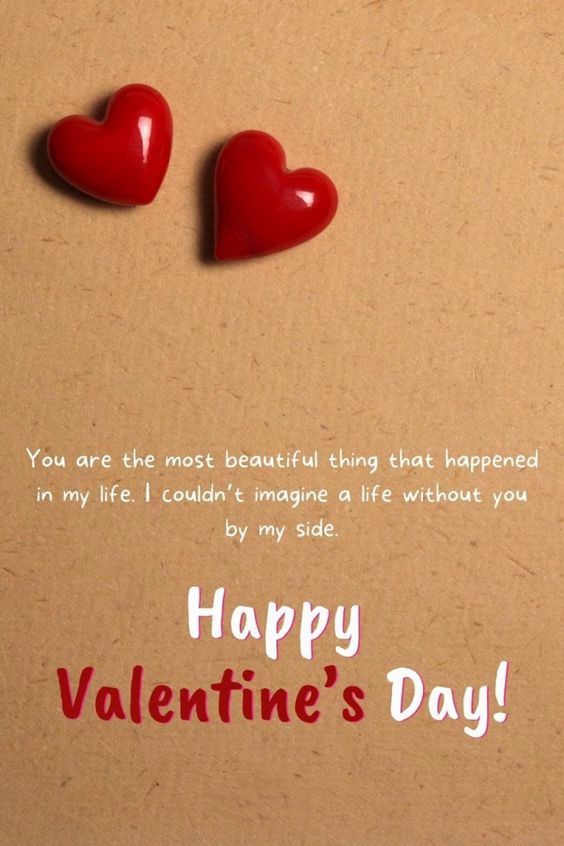 You are the most beautiful thing that happened
in my life. I couldn't imagine a life without you
by my side.
Happy
Valentine's Day!